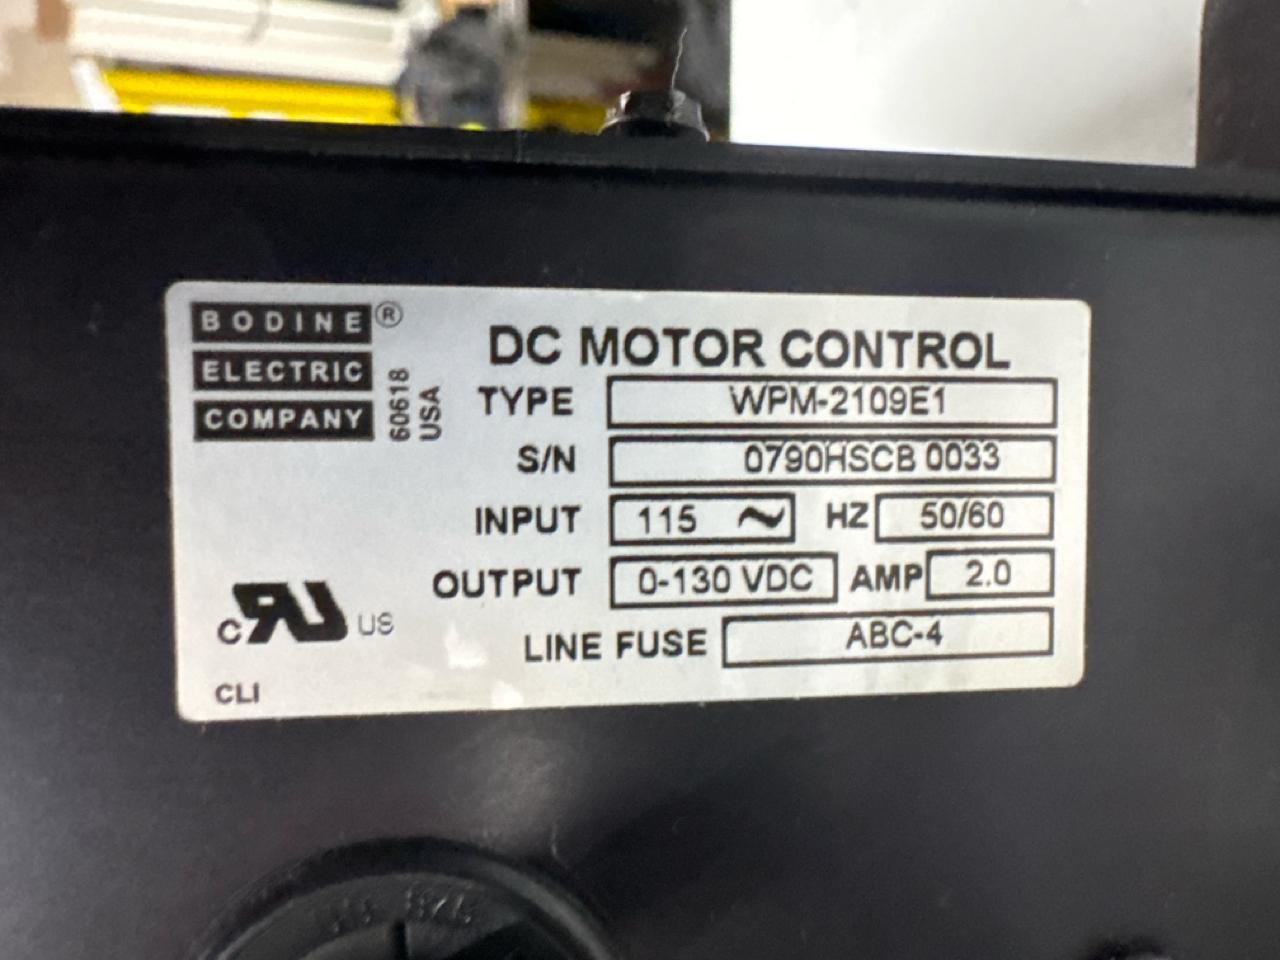 BODINE ®
ELECTRIC
COMPANY
60618
USA
DC MOTOR CONTROL
TYPE WPM-2109E1
S/N 0790HSCB 0033
INPUT 115 ~ HZ 50/60
OUTPUT 0-130 VDC AMP 2.0
LINE FUSE ABC-4
C RU US
CLI